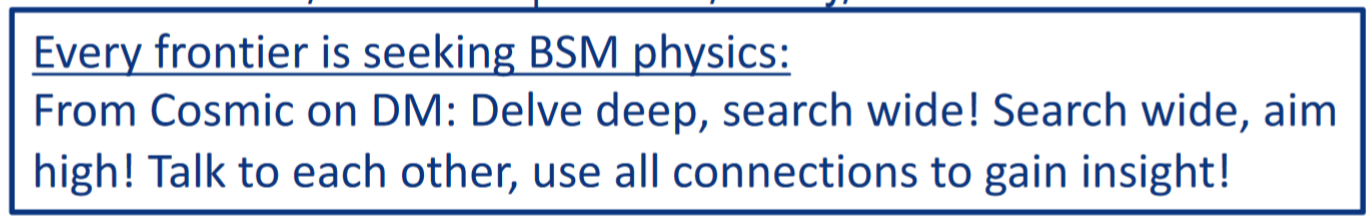 Every frontier is seeking BSM physics:
From Cosmic on DM: Delve deep, search wide! Search wide, aim
high! Talk to each other, use all connections to gain insight!